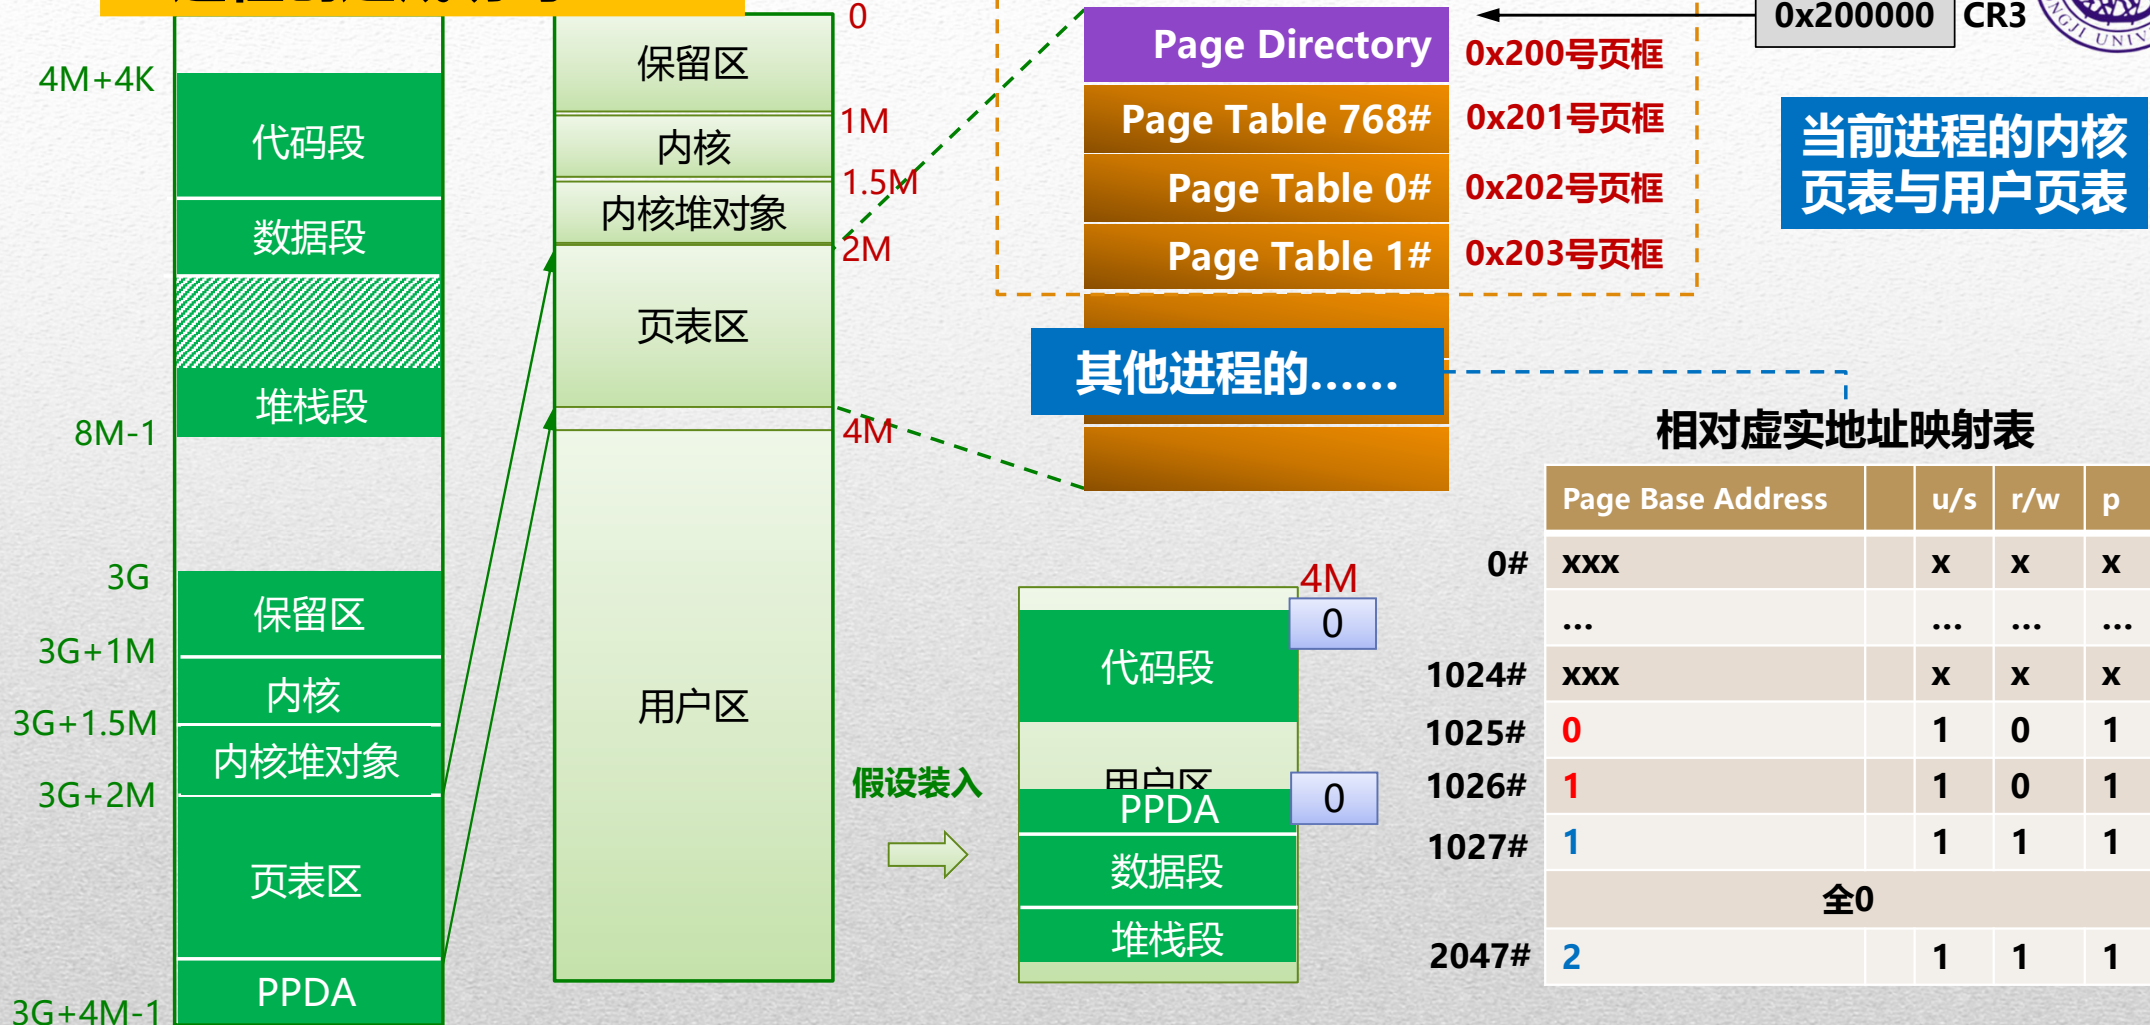 0
4M+4K
代码段
数据段
堆栈段
8M-1
3G
保留区
3G+1M
内核
3G+1.5M
内核堆对象
3G+2M
页表区
PPDA
3G+4M-1
保留区
1M
内核
1.5M
内核堆对象
2M
页表区
4M
用户区
假设装入
Page Directory
0x200号页框
0x200000 CR3
Page Table 768#
0x201号页框
Page Table 0#
0x202号页框
Page Table 1#
0x203号页框
当前进程的内核
页表与用户页表
其他进程的......
4M
0
代码段
用户区
PPDA
0
数据段
堆栈段
相对虚实地址映射表
Page Base Address u/s r/w p
0# xxx x x x
... ... ... ...
1024# xxx x x x
1025# 0 1 0 1
1026# 1 1 0 1
1027# 1 1 1 1
全0
2047# 2 1 1 1